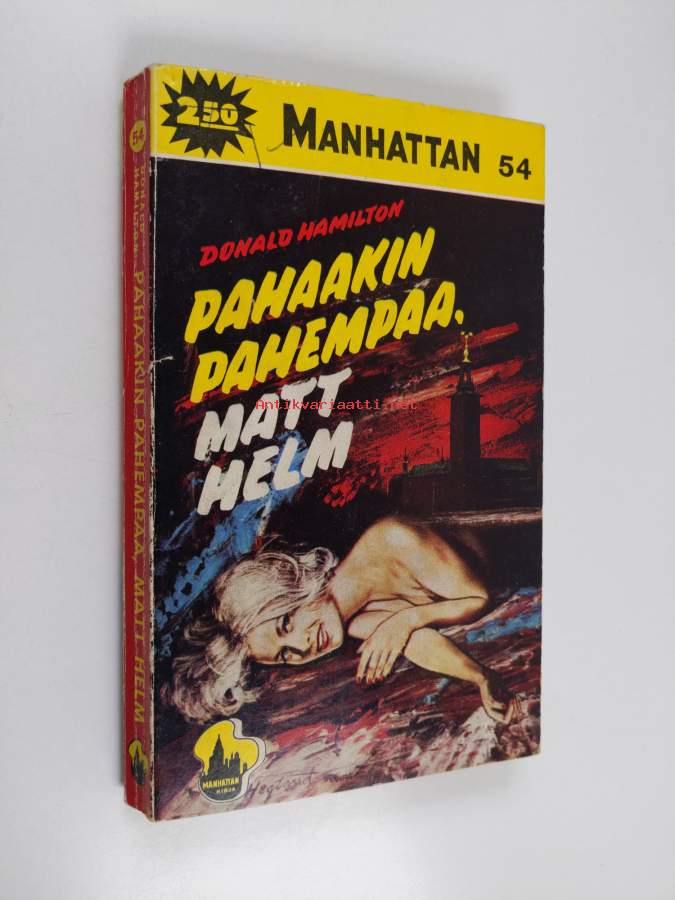 2.50
MANHATTAN 54
DONALD HAMILTON
PAHAAKIN
PAHEMPAA,
MATT
HELM
Antikvariaatti.net
MANHATTAN
KIRJA
54
DONALD
HAMILTON
PAHAAKIN PAHEMPAA, MATT HELM